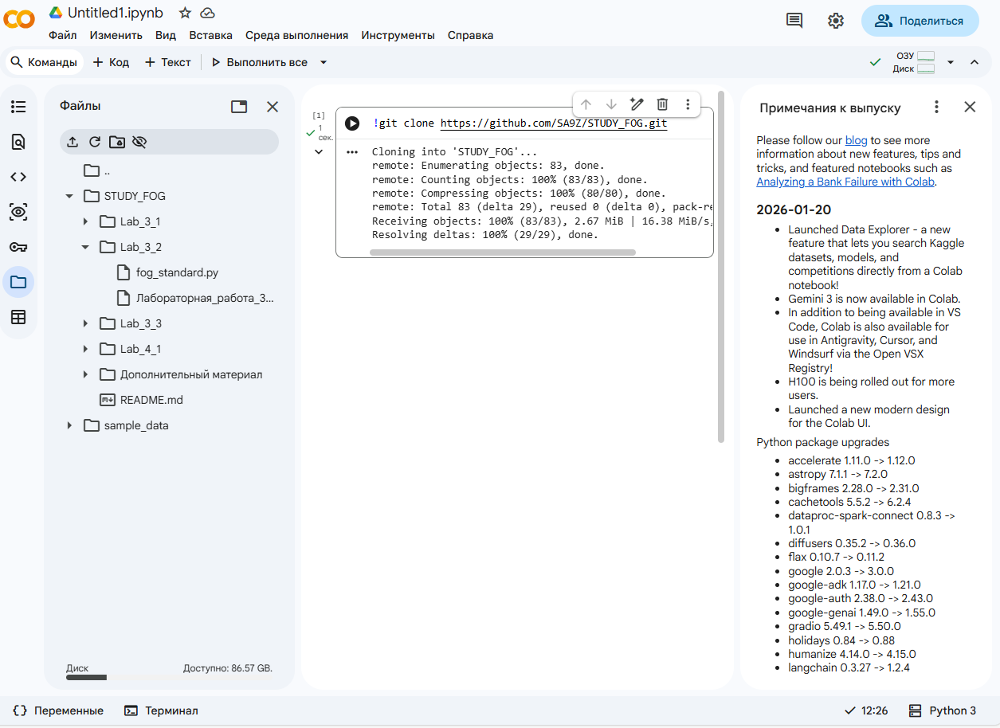 Untitled1.ipynb
Файл Изменить Вид Вставка Среда выполнения Инструменты Справка
Поделиться
Команды + Код + Текст Выполнить все
ОЗУ
Диск
Файлы
..
STUDY_FOG
Lab_3_1
Lab_3_2
fog_standard.py
Лабораторная_работа_3...
Lab_3_3
Lab_4_1
Дополнительный материал
README.md
sample_data
Диск
Доступно: 86.57 GB.
[1]
1
сек.
!git clone https://github.com/SA9Z/STUDY_FOG.git
Cloning into 'STUDY_FOG'...
remote: Enumerating objects: 83, done.
remote: Counting objects: 100% (83/83), done.
remote: Compressing objects: 100% (80/80), done.
remote: Total 83 (delta 29), reused 0 (delta 0), pack-re
Receiving objects: 100% (83/83), 2.67 MiB | 16.38 MiB/s,
Resolving deltas: 100% (29/29), done.
Примечания к выпуску
Please follow our blog to see more
information about new features, tips and
tricks, and featured notebooks such as
Analyzing a Bank Failure with Colab.
2026-01-20
Launched Data Explorer - a new
feature that lets you search Kaggle
datasets, models, and
competitions directly from a Colab
notebook!
Gemini 3 is now available in Colab.
In addition to being available in VS
Code, Colab is also available for
use in Antigravity, Cursor, and
Windsurf via the Open VSX
Registry!
H100 is being rolled out for more
users.
Launched a new modern design
for the Colab UI.
Python package upgrades
accelerate 1.11.0 -> 1.12.0
astropy 7.1.1 -> 7.2.0
bigframes 2.28.0 -> 2.31.0
cachetools 5.5.2 -> 6.2.4
dataproc-spark-connect 0.8.3 ->
1.0.1
diffusers 0.35.2 -> 0.36.0
flax 0.10.7 -> 0.11.2
google 2.0.3 -> 3.0.0
google-adk 1.17.0 -> 1.21.0
google-auth 2.38.0 -> 2.43.0
google-genai 1.49.0 -> 1.55.0
gradio 5.49.1 -> 5.50.0
holidays 0.84 -> 0.88
humanize 4.14.0 -> 4.15.0
langchain 0.3.27 -> 1.2.4
Переменные Терминал
12:26 Python 3